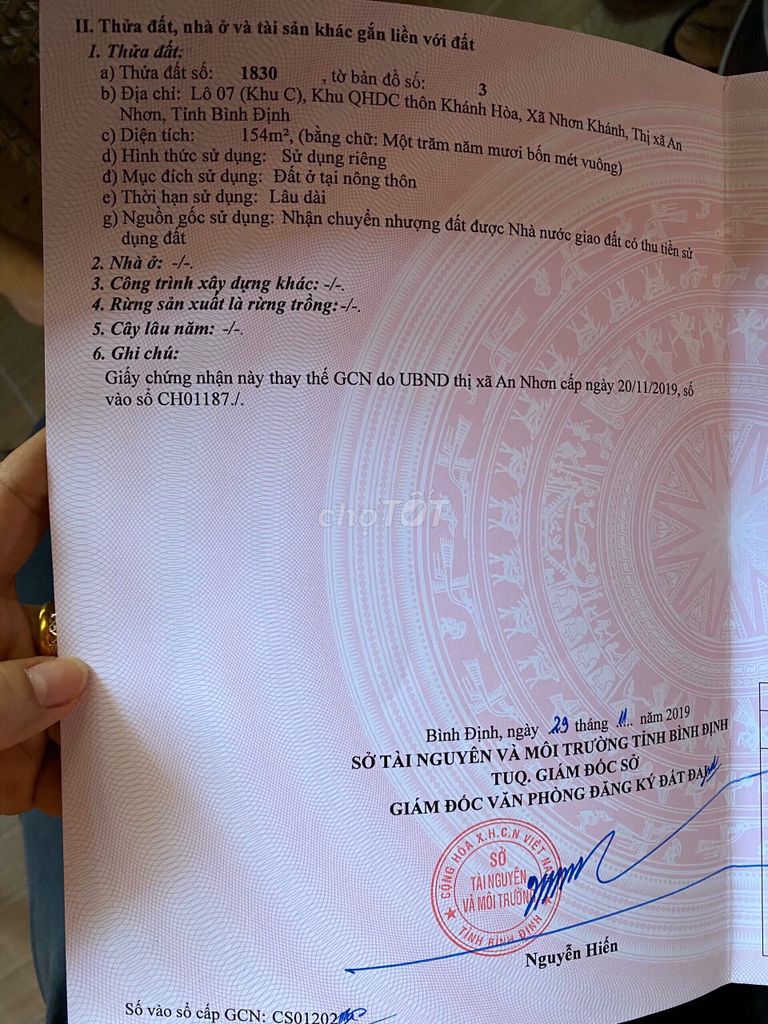 II. Thửa đất, nhà ở và tài sản khác gắn liền với đất
1. Thửa đất:
a) Thửa đất số: 1830 , tờ bản đồ số: 3
b) Địa chỉ: Lô 07 (Khu C), Khu QHDC thôn Khánh Hòa, Xã Nhơn Khánh, Thị xã An
Nhơn, Tỉnh Bình Định
c) Diện tích: 154m², (bằng chữ: Một trăm năm mươi bốn mét vuông)
d) Hình thức sử dụng: Sử dụng riêng
đ) Mục đích sử dụng: Đất ở tại nông thôn
e) Thời hạn sử dụng: Lâu dài
g) Nguồn gốc sử dụng: Nhận chuyển nhượng đất được Nhà nước giao đất có thu tiền sử
dụng đất
2. Nhà ở: -/-.
3. Công trình xây dựng khác: -/-.
4. Rừng sản xuất là rừng trồng: -/-.
5. Cây lâu năm: -/-.
6. Ghi chú:
Giấy chứng nhận này thay thế GCN do UBND thị xã An Nhơn cấp ngày 20/11/2019, số
vào sổ CH01187./.
chợTỐT
Bình Định, ngày 29 tháng 11 năm 2019
SỞ TÀI NGUYÊN VÀ MÔI TRƯỜNG TỈNH BÌNH ĐỊNH
TUQ. GIÁM ĐỐC SỞ
GIÁM ĐỐC VĂN PHÒNG ĐĂNG KÝ ĐẤT ĐAI
CỘNG HÒA X.H.C.N VIỆT NAM
SỞ
TÀI NGUYÊN
VÀ MÔI TRƯỜNG
TỈNH BÌNH ĐỊNH
Nguyễn Hiến
Số vào sổ cấp GCN: CS01202